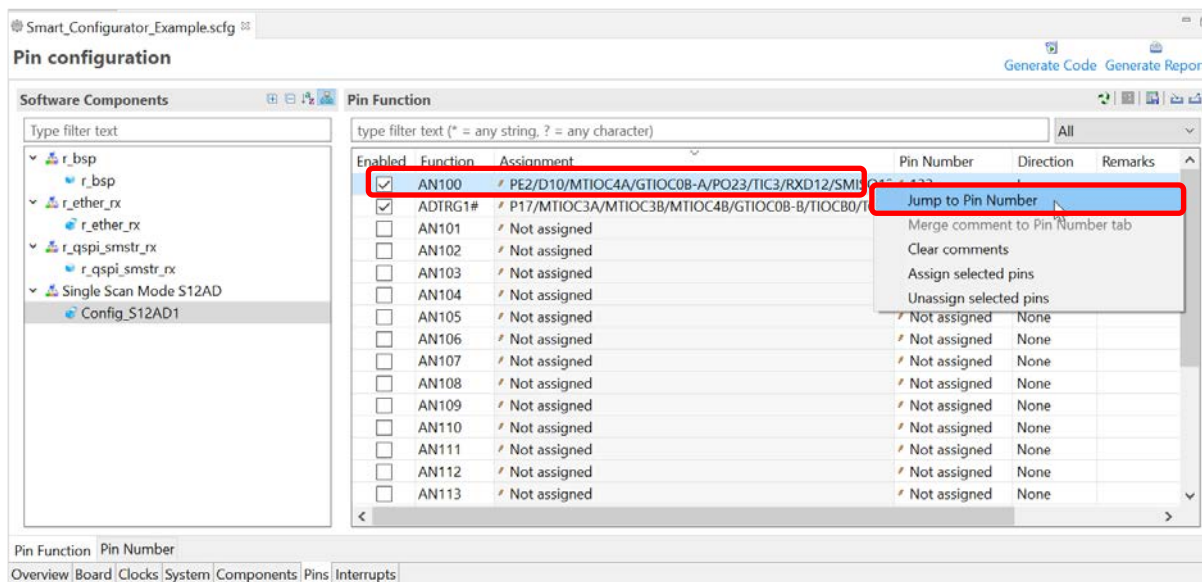 Smart_Configurator_Example.scfg
Pin configuration
Generate Code Generate Repor
Software Components
Pin Function
Type filter text
type filter text (* = any string, ? = any character)
All
r_bsp
r_bsp
r_ether_rx
r_ether_rx
r_qspi_smstr_rx
r_qspi_smstr_rx
Single Scan Mode S12AD
Config_S12AD1
Enabled Function Assignment Pin Number Direction Remarks
AN100 PE2/D10/MTIOC4A/GTIOC0B-A/PO23/TIC3/RXD12/SMISO12
ADTRG1# P17/MTIOC3A/MTIOC3B/MTIOC4B/GTIOC0B-B/TIOCB0/T
AN101 Not assigned
AN102 Not assigned
AN103 Not assigned
AN104 Not assigned
AN105 Not assigned Not assigned None
AN106 Not assigned Not assigned None
AN107 Not assigned Not assigned None
AN108 Not assigned Not assigned None
AN109 Not assigned Not assigned None
AN110 Not assigned Not assigned None
AN111 Not assigned Not assigned None
AN112 Not assigned Not assigned None
AN113 Not assigned Not assigned None
Jump to Pin Number
Merge comment to Pin Number tab
Clear comments
Assign selected pins
Unassign selected pins
Pin Function Pin Number
Overview Board Clocks System Components Pins Interrupts